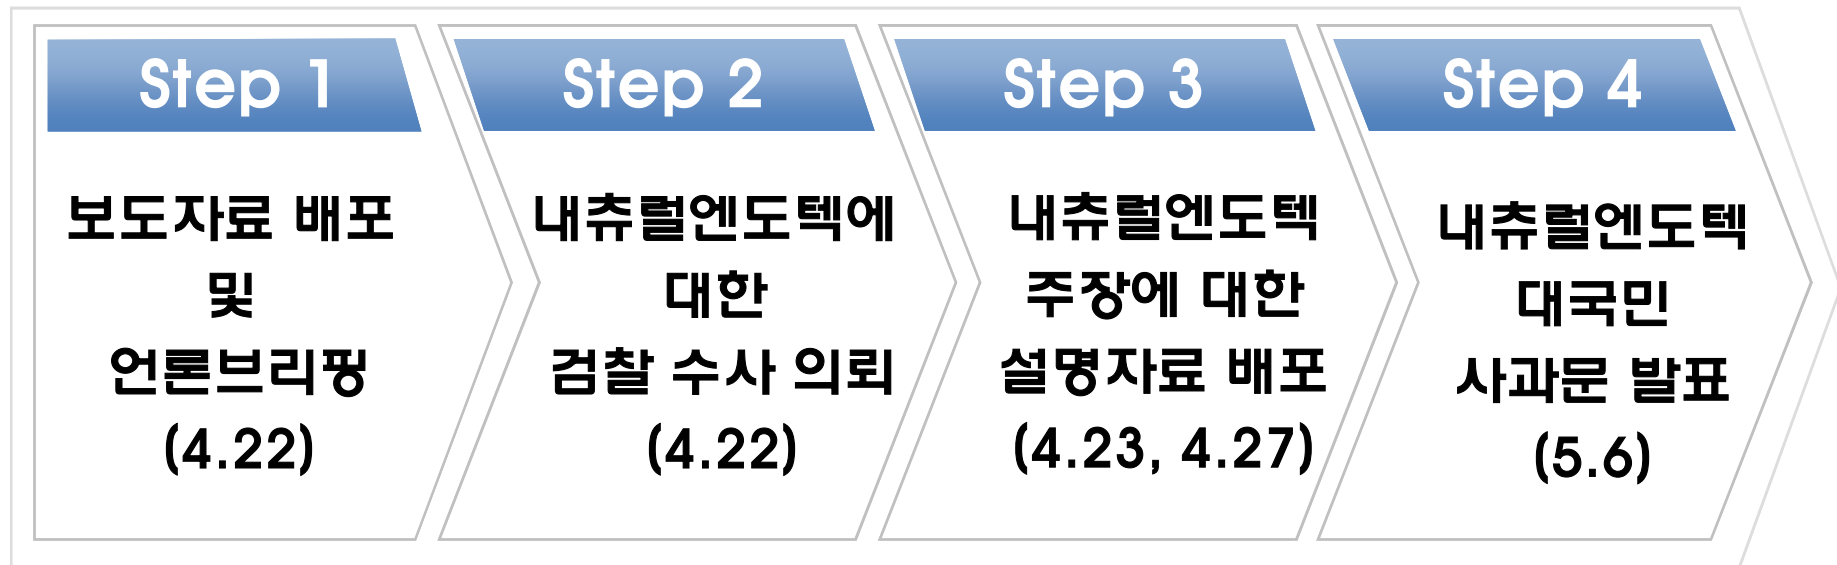 Step 1
보도자료 배포
및
언론브리핑
(4.22)
Step 2
내츄럴엔도텍에
대한
검찰 수사 의뢰
(4.22)
Step 3
내츄럴엔도텍
주장에 대한
설명자료 배포
(4.23, 4.27)
Step 4
내츄럴엔도텍
대국민
사과문 발표
(5.6)